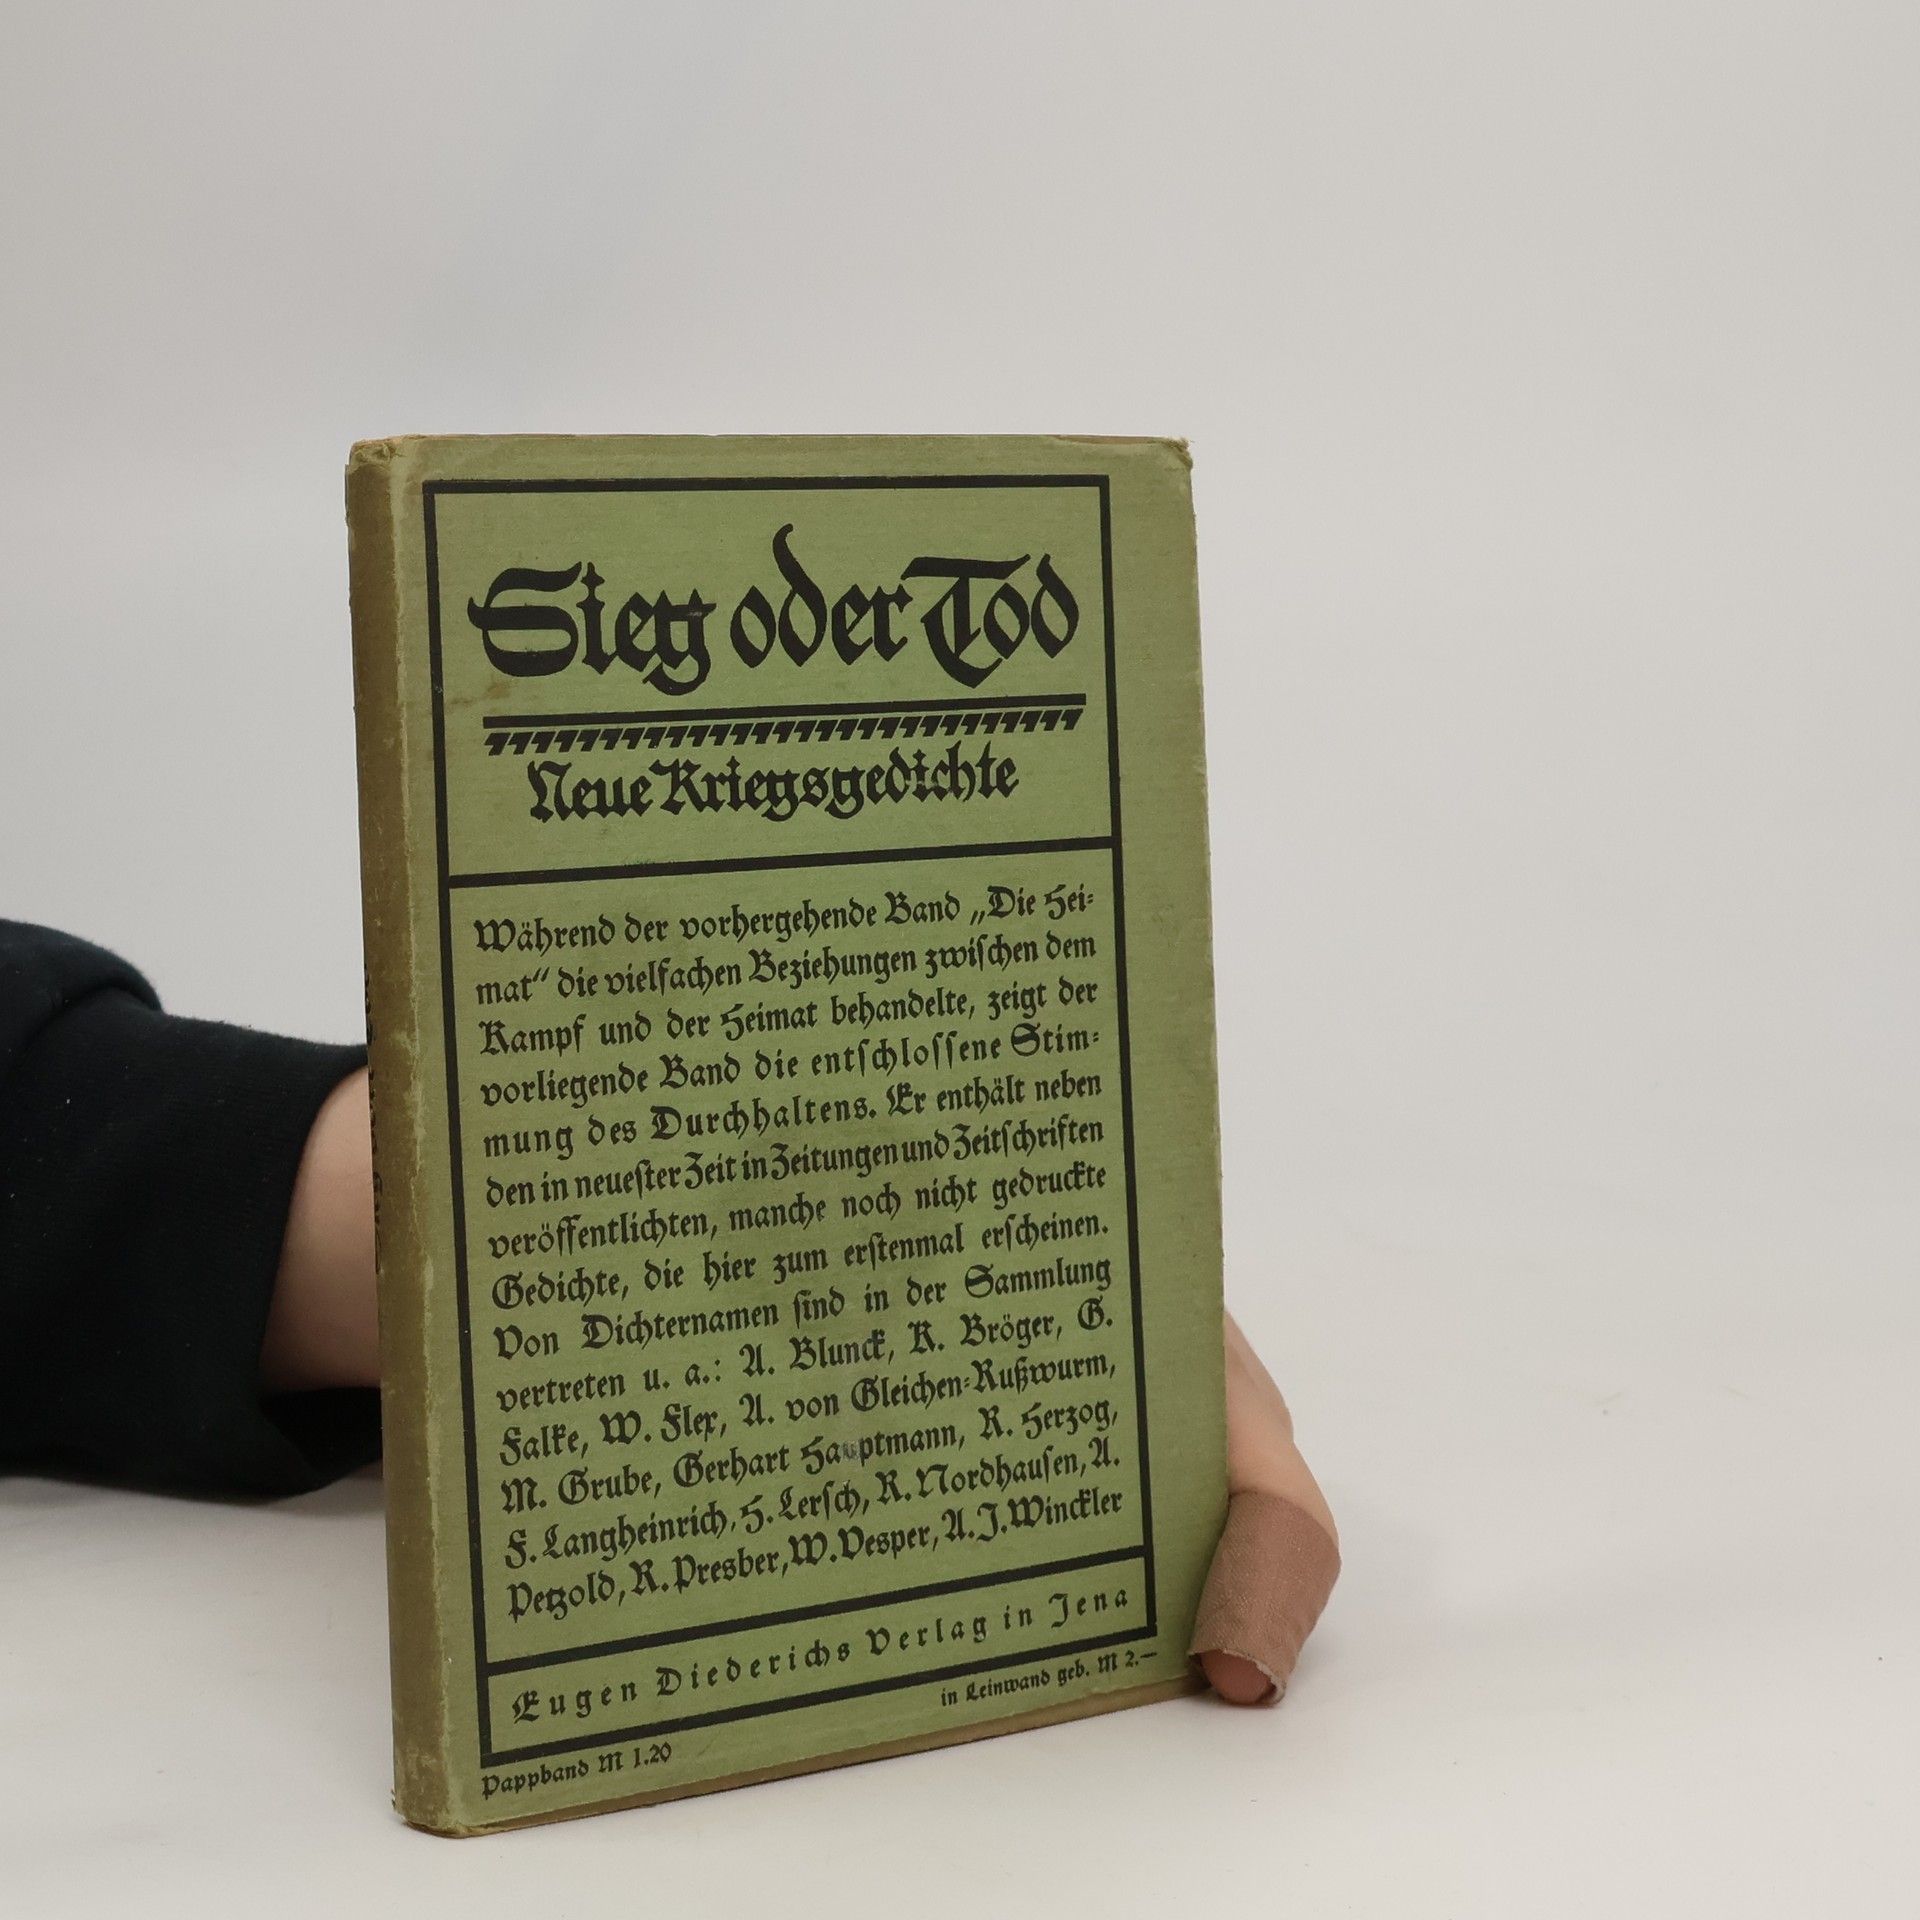 Sieg oder Tod
Neue Kriegsgedichte
Während der vorhergehende Band „Die Hei-
mat“ die vielfachen Beziehungen zwischen dem
Kampf und der Heimat behandelte, zeigt der
vorliegende Band die entschlossene Stim-
mung des Durchhaltens. Er enthält neben
den in neuester Zeit in Zeitungen und Zeitschriften
veröffentlichten, manche noch nicht gedruckte
Gedichte, die hier zum erstenmal erscheinen.
Von Dichternamen sind in der Sammlung
vertreten u. a.: A. Blunck, K. Bröger, G.
Falke, W. Flex, A. von Gleichen-Rußwurm,
M. Grube, Gerhart Hauptmann, R. Herzog,
F. Langheinrich, H. Lersch, R. Nordhausen, A.
Petzold, R. Presber, W. Vesper, A. J. Winckler
Eugen Diederichs Verlag in Jena
Pappband M 1.20
in Leinwand geb. M 2.—